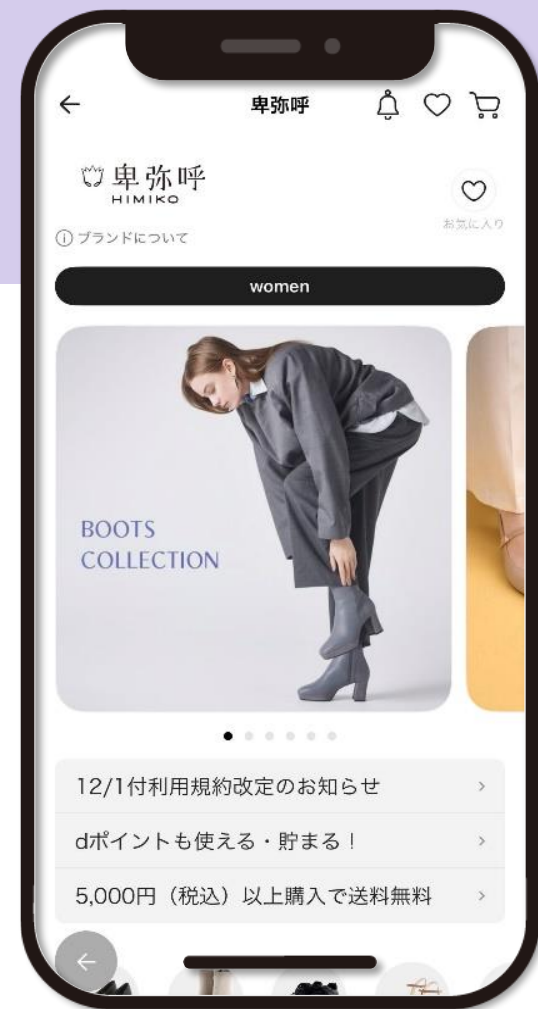 卑弥呼
卑弥呼
HIMIKO
お気に入り
ブランドについて
women
BOOTS
COLLECTION
12/1付利用規約改定のお知らせ
dポイントも使える・貯まる！
5,000円（税込）以上購入で送料無料